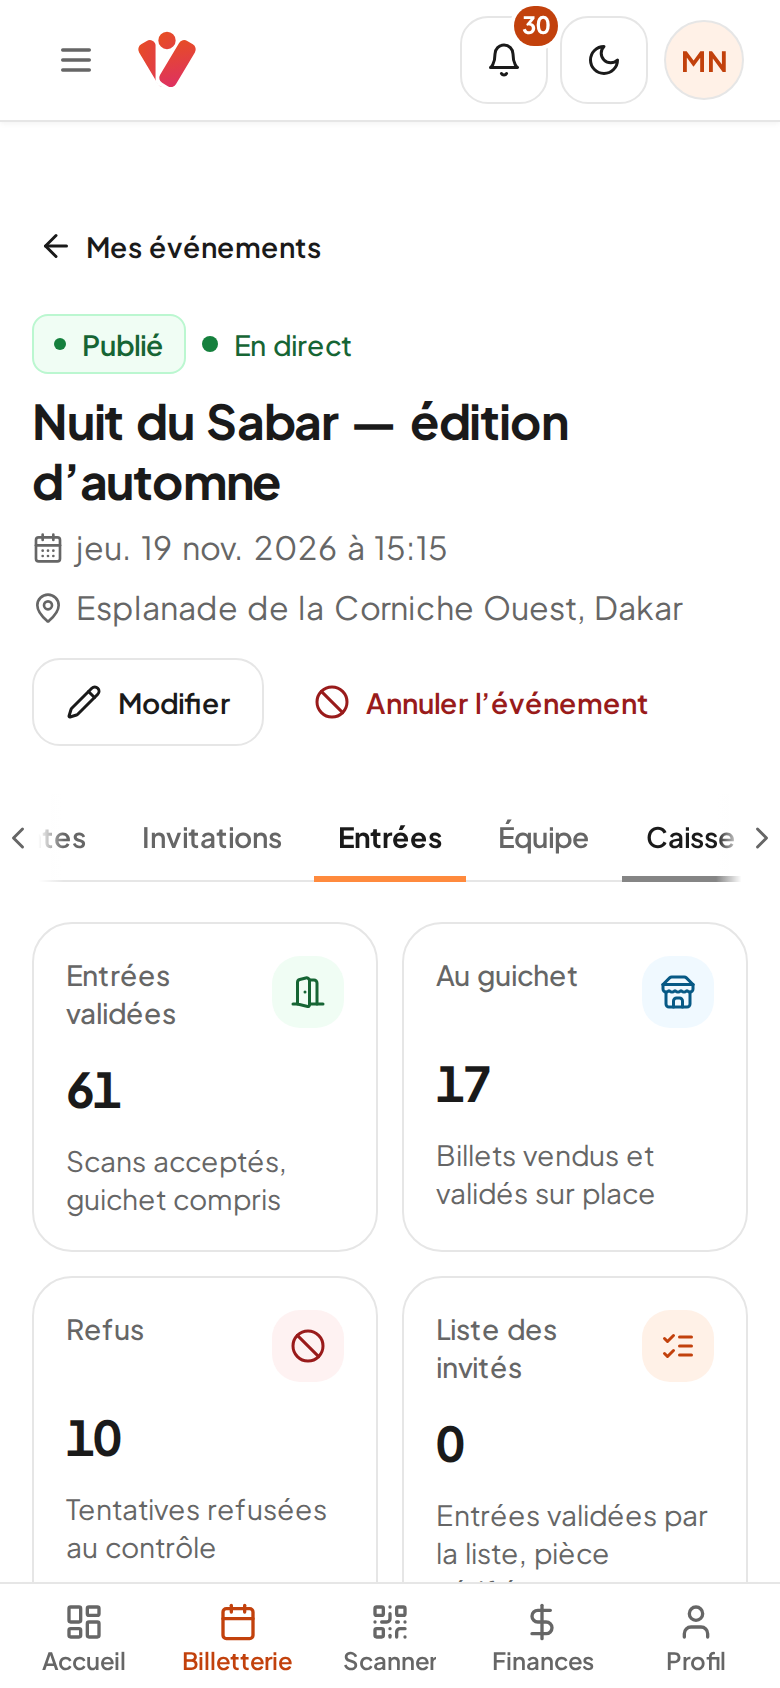 30
MN
Mes événements
Publié
En direct
Nuit du Sabar — édition
d’automne
jeu. 19 nov. 2026 à 15:15
Esplanade de la Corniche Ouest, Dakar
Modifier
Annuler l’événement
tes
Invitations
Entrées
Équipe
Caisse
Entrées
validées
61
Scans acceptés,
guichet compris
Au guichet
17
Billets vendus et
validés sur place
Refus
10
Tentatives refusées
au contrôle
Liste des
invités
0
Entrées validées par
la liste, pièce
Accueil
Billetterie
Scanner
Finances
Profil